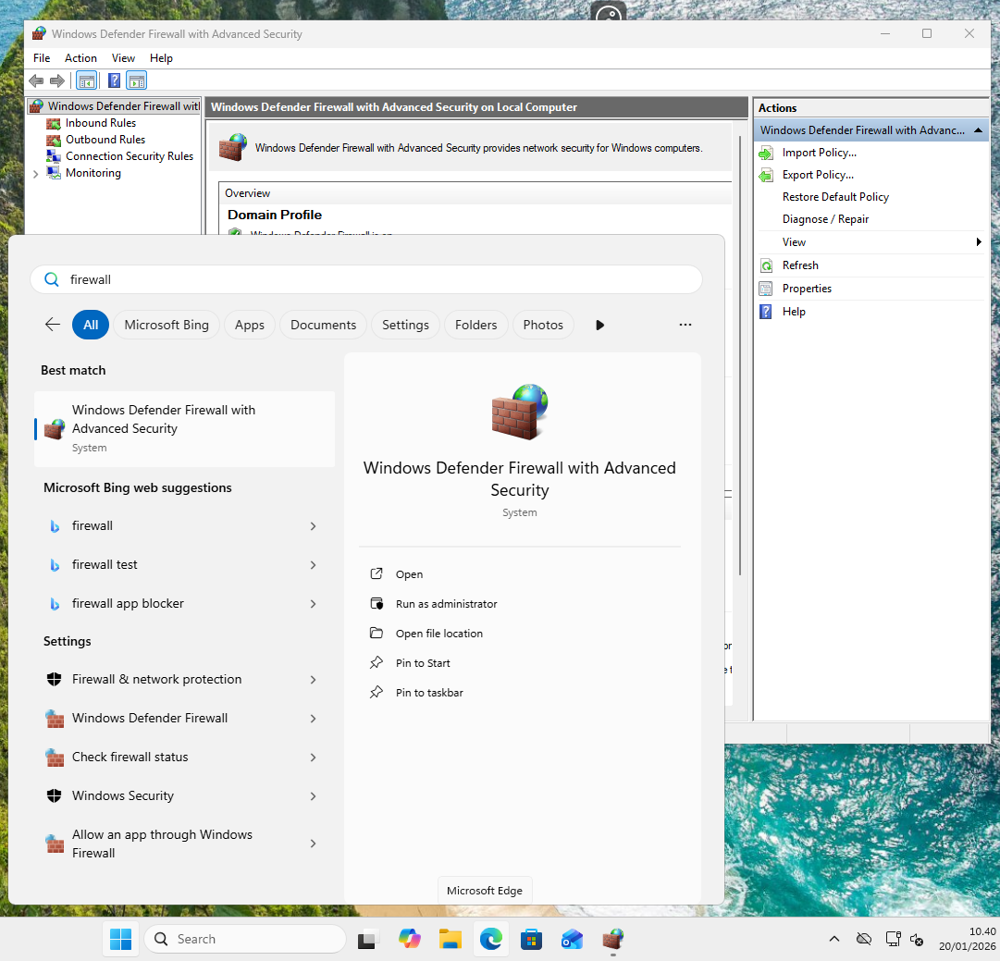 Windows Defender Firewall with Advanced Security
File Action View Help
Windows Defender Firewall wit
Inbound Rules
Outbound Rules
Connection Security Rules
Monitoring
Windows Defender Firewall with Advanced Security on Local Computer
Windows Defender Firewall with Advanced Security provides network security for Windows computers.
Overview
Domain Profile
Windows Defender Firewall is on
Actions
Windows Defender Firewall with Advanc...
Import Policy...
Export Policy...
Restore Default Policy
Diagnose / Repair
View
Refresh
Properties
Help
firewall
All Microsoft Bing Apps Documents Settings Folders Photos
Best match
Windows Defender Firewall with
Advanced Security
System
Microsoft Bing web suggestions
firewall
firewall test
firewall app blocker
Settings
Firewall & network protection
Windows Defender Firewall
Check firewall status
Windows Security
Allow an app through Windows
Firewall
Windows Defender Firewall with Advanced
Security
System
Open
Run as administrator
Open file location
Pin to Start
Pin to taskbar
Microsoft Edge
Search
10.40
20/01/2026